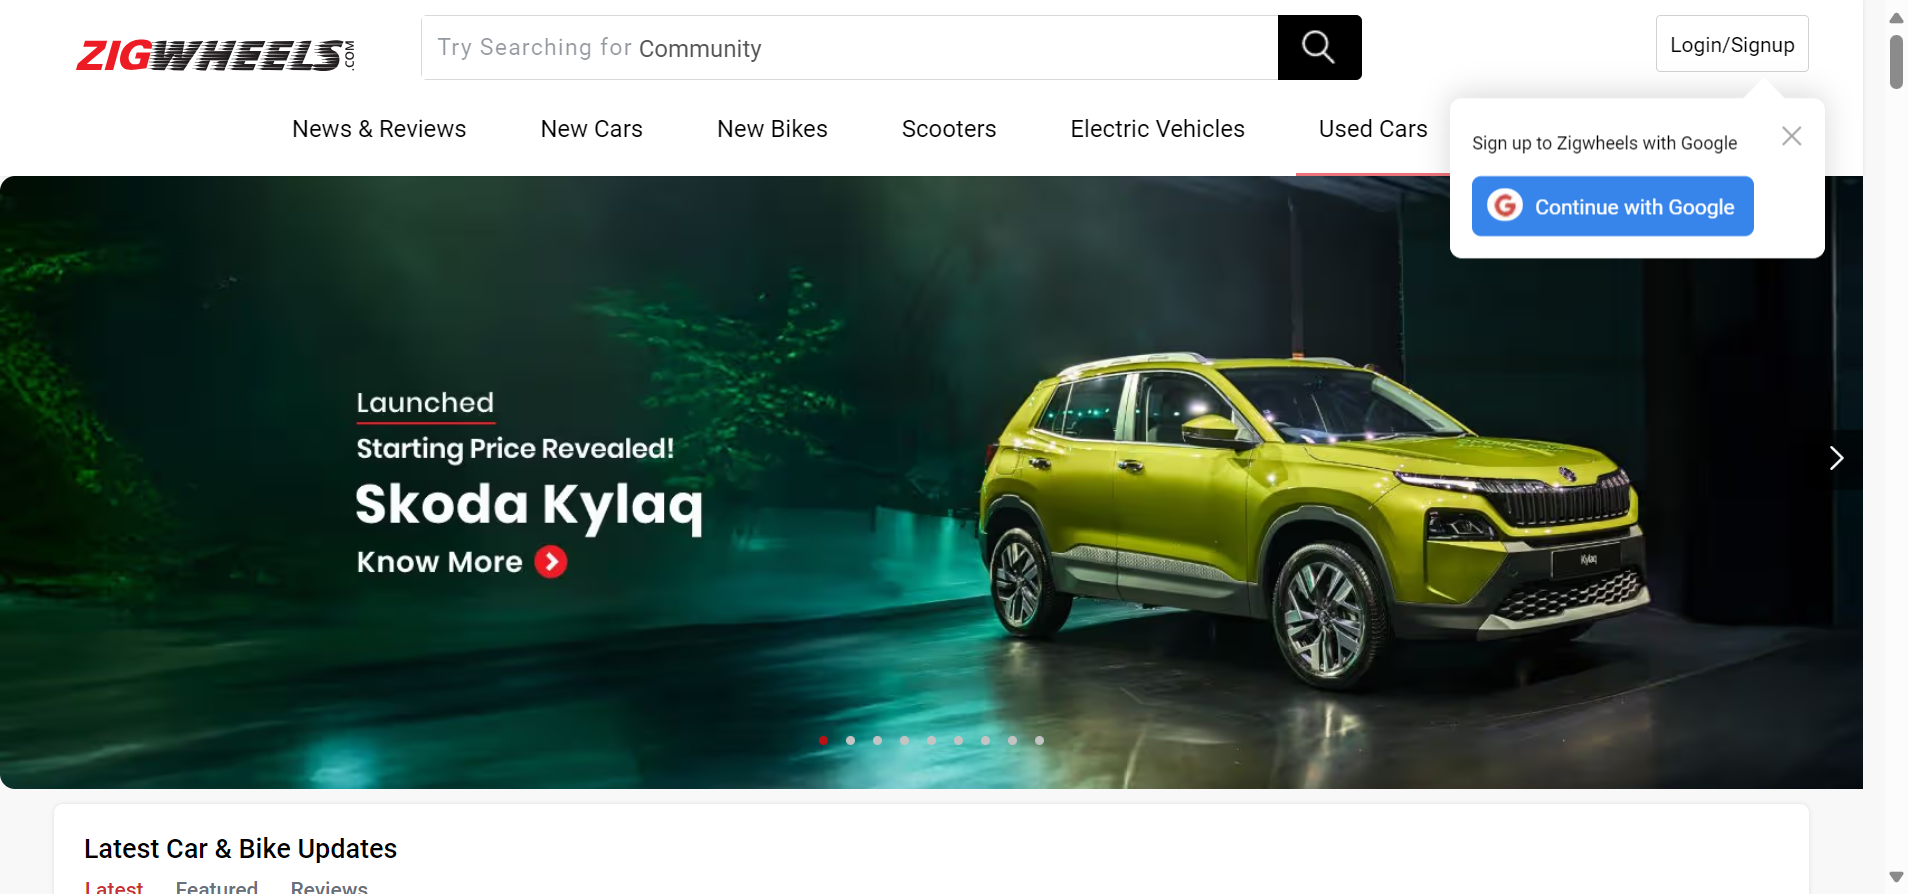 ZIGWHEELS.COM
Try Searching for Community
Login/Signup
News & Reviews
New Cars
New Bikes
Scooters
Electric Vehicles
Used Cars
Sign up to Zigwheels with Google
Continue with Google
Launched
Starting Price Revealed!
Skoda Kylaq
Know More
Kylaq
Latest Car & Bike Updates
Latest Featured Reviews